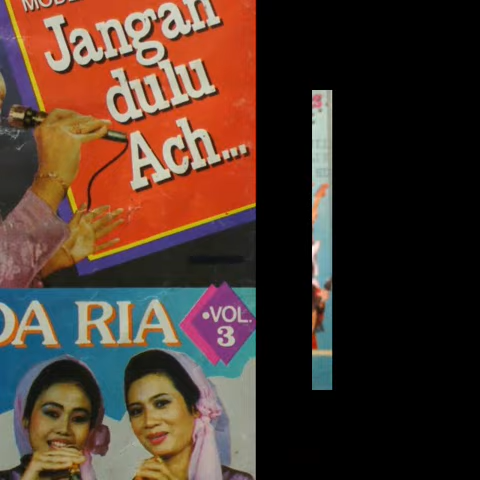 Jangan
dulu
Ach...
DA RIA
•VOL.
3